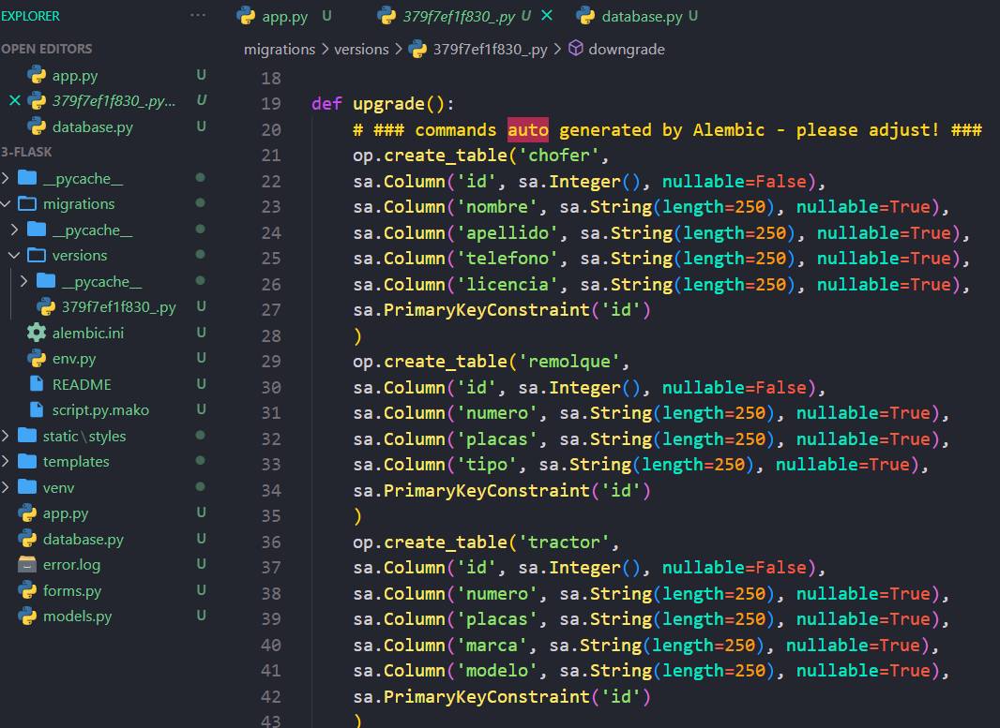 EXPLORER
···
OPEN EDITORS
app.py U
379f7ef1f830_.py... U
database.py U
3-FLASK
__pycache__
migrations
__pycache__
versions
__pycache__
379f7ef1f830_.py U
alembic.ini U
env.py U
README U
script.py.mako U
static\styles
templates
venv
app.py U
database.py U
error.log U
forms.py U
models.py U
app.py U
379f7ef1f830_.py U
database.py U
migrations > versions > 379f7ef1f830_.py > downgrade
18
19 def upgrade():
20 # ### commands auto generated by Alembic - please adjust! ###
21 op.create_table('chofer',
22 sa.Column('id', sa.Integer(), nullable=False),
23 sa.Column('nombre', sa.String(length=250), nullable=True),
24 sa.Column('apellido', sa.String(length=250), nullable=True),
25 sa.Column('telefono', sa.String(length=250), nullable=True),
26 sa.Column('licencia', sa.String(length=250), nullable=True),
27 sa.PrimaryKeyConstraint('id')
28 )
29 op.create_table('remolque',
30 sa.Column('id', sa.Integer(), nullable=False),
31 sa.Column('numero', sa.String(length=250), nullable=True),
32 sa.Column('placas', sa.String(length=250), nullable=True),
33 sa.Column('tipo', sa.String(length=250), nullable=True),
34 sa.PrimaryKeyConstraint('id')
35 )
36 op.create_table('tractor',
37 sa.Column('id', sa.Integer(), nullable=False),
38 sa.Column('numero', sa.String(length=250), nullable=True),
39 sa.Column('placas', sa.String(length=250), nullable=True),
40 sa.Column('marca', sa.String(length=250), nullable=True),
41 sa.Column('modelo', sa.String(length=250), nullable=True),
42 sa.PrimaryKeyConstraint('id')
43 )